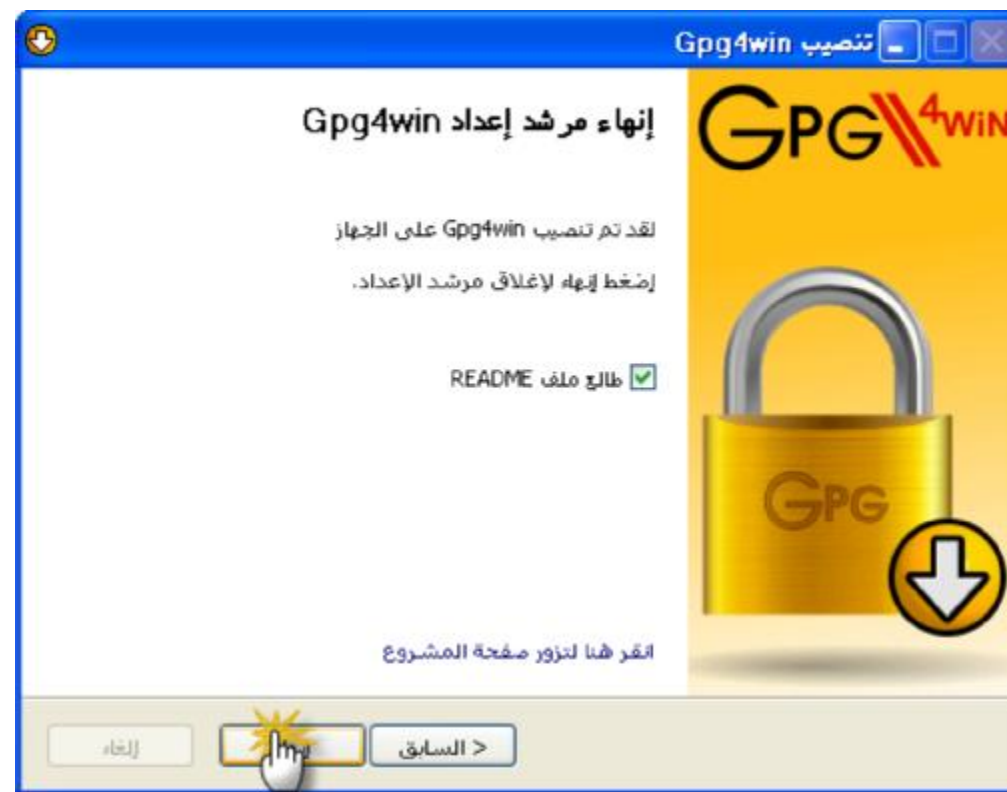 تنصيب Gpg4win
GPG4WIN
إنهاء مرشد إعداد Gpg4win
لقد تم تنصيب Gpg4win على الجهاز
إضغط إنهاء لإغلاق مرشد الإعداد.
طالع ملف README
GPG
انقر هنا لتزور صفحة المشروع
< السابق
إلغاء